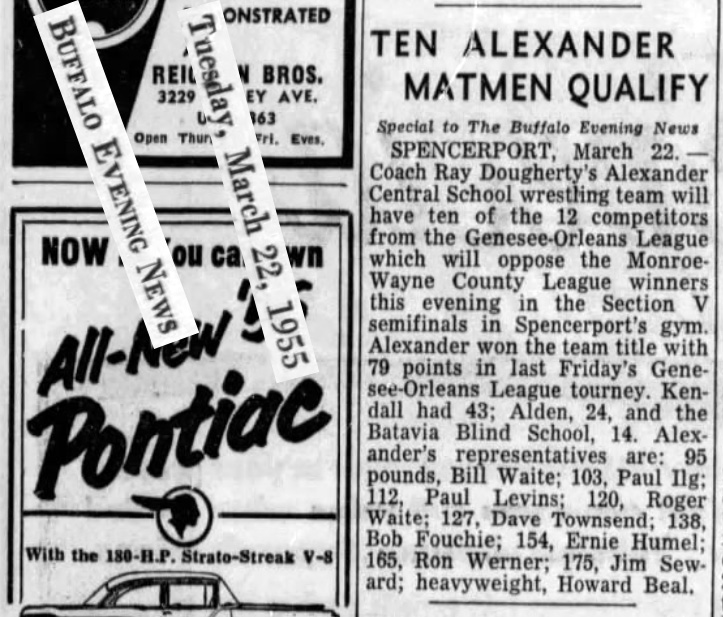 ONSTRATED
REIC N BROS.
3229 EY AVE.
U 363
Open Thur Fri. Eves.
BUFFALO EVENING NEWS
Tuesday, March 22, 1955
NOW You ca wn
All-New '55
Pontiac
With the 180-H.P. Strato-Streak V-8
TEN ALEXANDER
MATMEN QUALIFY
Special to The Buffalo Evening News
SPENCERPORT, March 22. —
Coach Ray Dougherty's Alexander
Central School wrestling team will
have ten of the 12 competitors
from the Genesee-Orleans League
which will oppose the Monroe-
Wayne County League winners
this evening in the Section V
semifinals in Spencerport's gym.
Alexander won the team title with
79 points in last Friday's Gene-
see-Orleans League tourney. Ken-
dall had 43; Alden, 24, and the
Batavia Blind School, 14. Alex-
ander's representatives are: 95
pounds, Bill Waite; 103, Paul Ilg;
112, Paul Levins; 120, Roger
Waite; 127, Dave Townsend; 138,
Bob Fouchie; 154, Ernie Humel;
165, Ron Werner; 175, Jim Sew-
ard; heavyweight, Howard Beal.